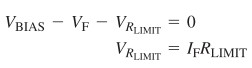 V_BIAS − V_F − V_R_LIMIT = 0
V_R_LIMIT = I_F R_LIMIT